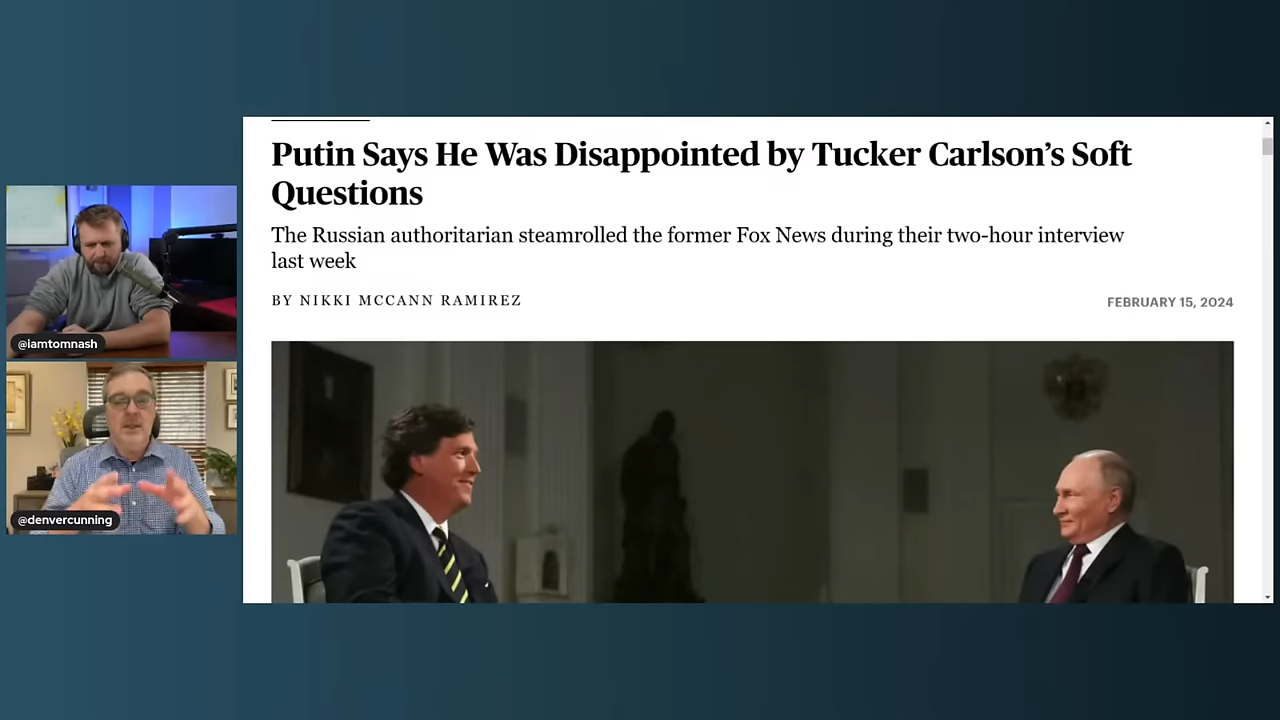 Putin Says He Was Disappointed by Tucker Carlson's Soft
Questions
The Russian authoritarian steamrolled the former Fox News during their two-hour interview
last week
BY NIKKI MCCANN RAMIREZ
FEBRUARY 15, 2024
@iamtomnash
@denvercunning